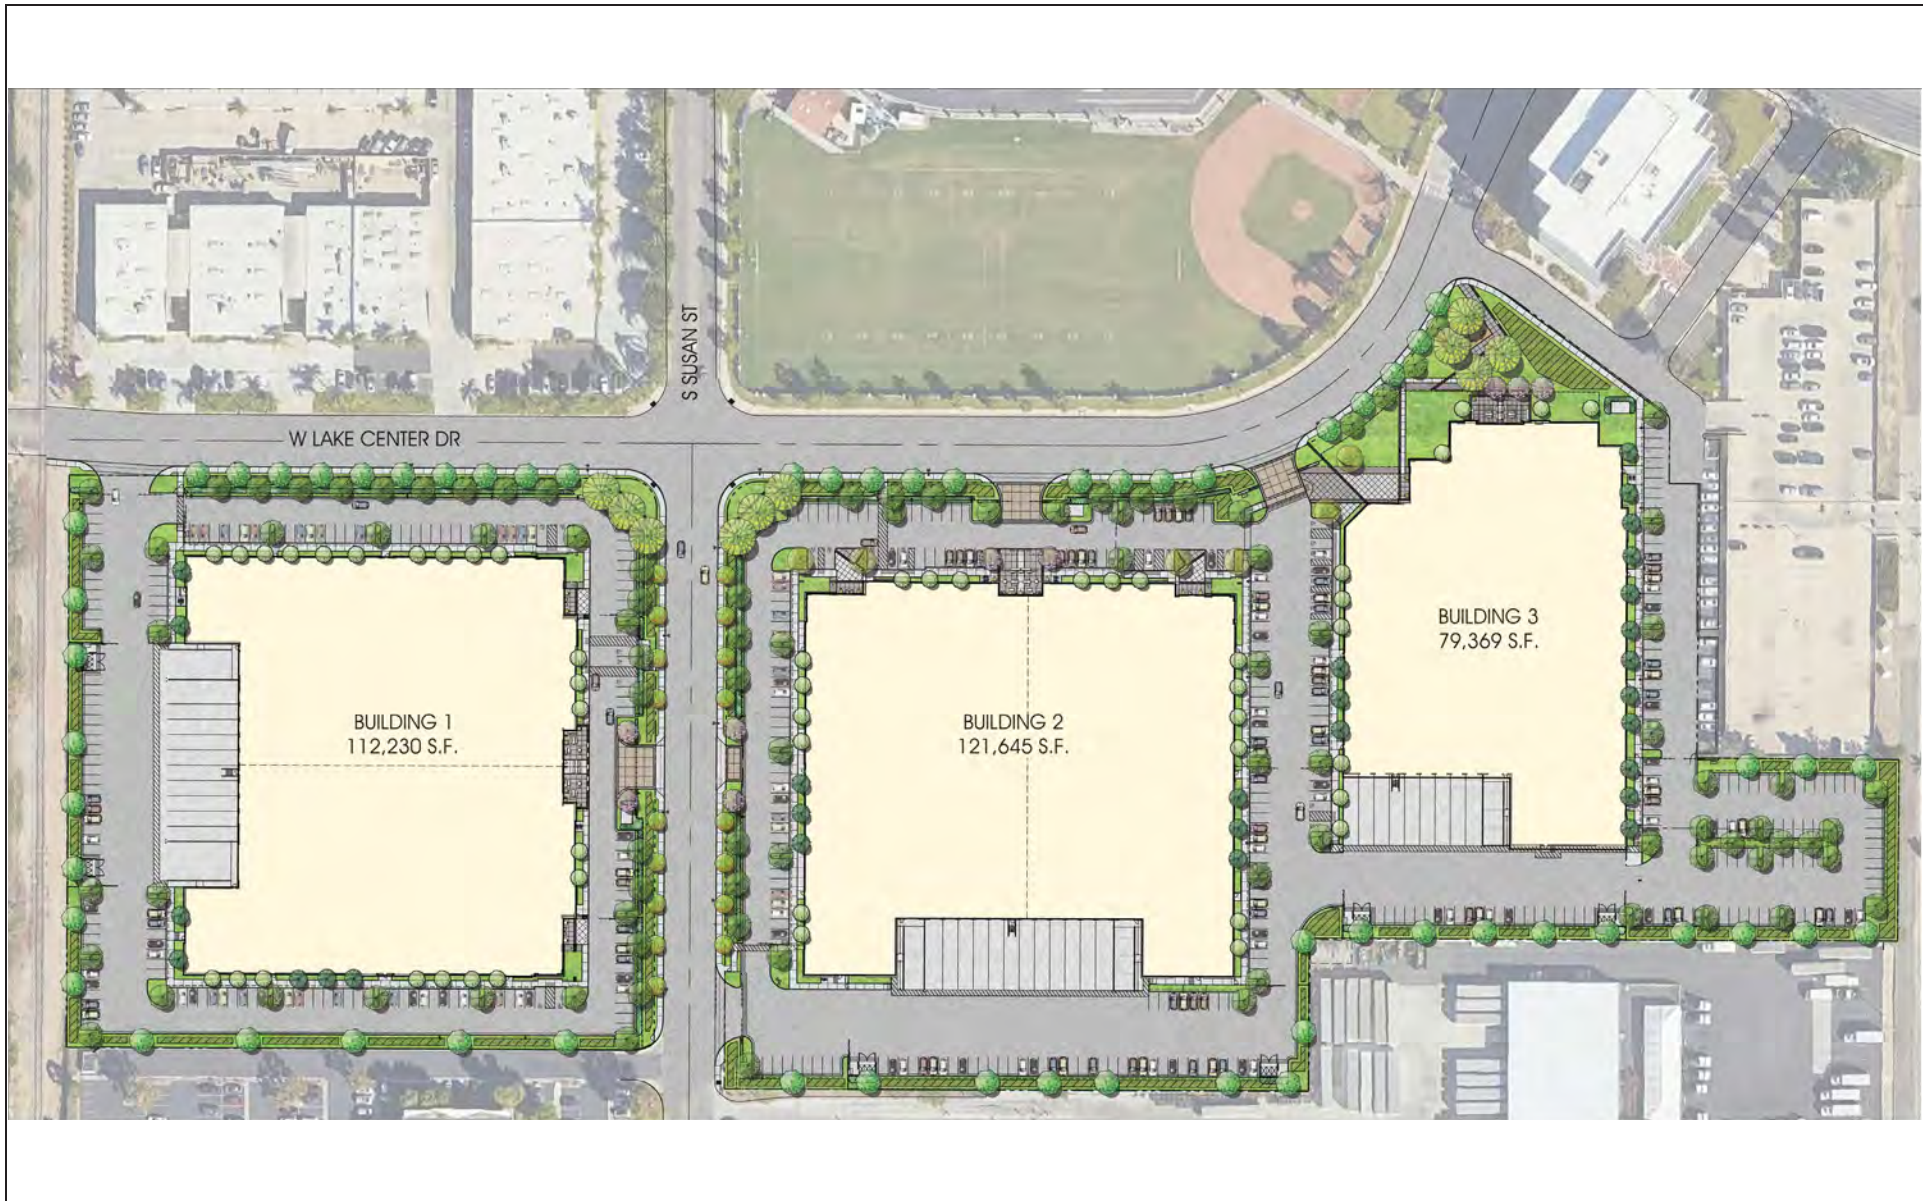 S SUSAN ST
W LAKE CENTER DR
BUILDING 1
112,230 S.F.
BUILDING 2
121,645 S.F.
BUILDING 3
79,369 S.F.